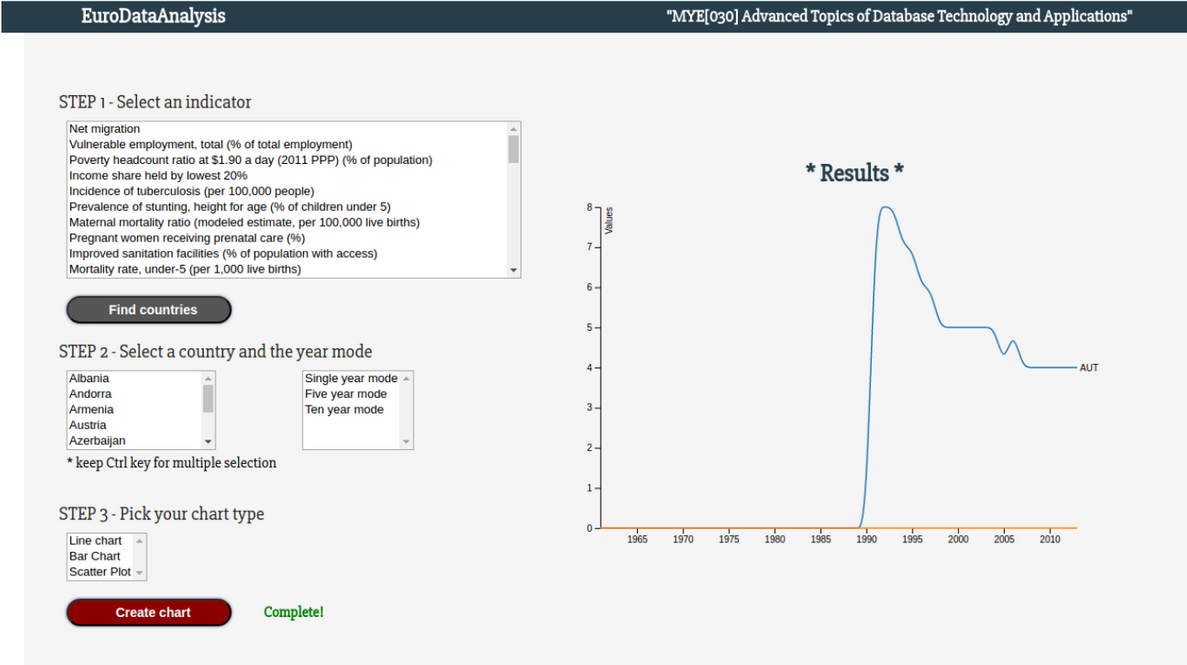 EuroDataAnalysis
"MYE[030] Advanced Topics of Database Technology and Applications"
STEP 1 - Select an indicator
Net migration
Vulnerable employment, total (% of total employment)
Poverty headcount ratio at $1.90 a day (2011 PPP) (% of population)
Income share held by lowest 20%
Incidence of tuberculosis (per 100,000 people)
Prevalence of stunting, height for age (% of children under 5)
Maternal mortality ratio (modeled estimate, per 100,000 live births)
Pregnant women receiving prenatal care (%)
Improved sanitation facilities (% of population with access)
Mortality rate, under-5 (per 1,000 live births)
Find countries
STEP 2 - Select a country and the year mode
Albania
Andorra
Armenia
Austria
Azerbaijan
Single year mode
Five year mode
Ten year mode
* keep Ctrl key for multiple selection
STEP 3 - Pick your chart type
Line chart
Bar Chart
Scatter Plot
Create chart
Complete!
* Results *
Values
8
7
6
5
4
3
2
1
0
AUT
1965 1970 1975 1980 1985 1990 1995 2000 2005 2010